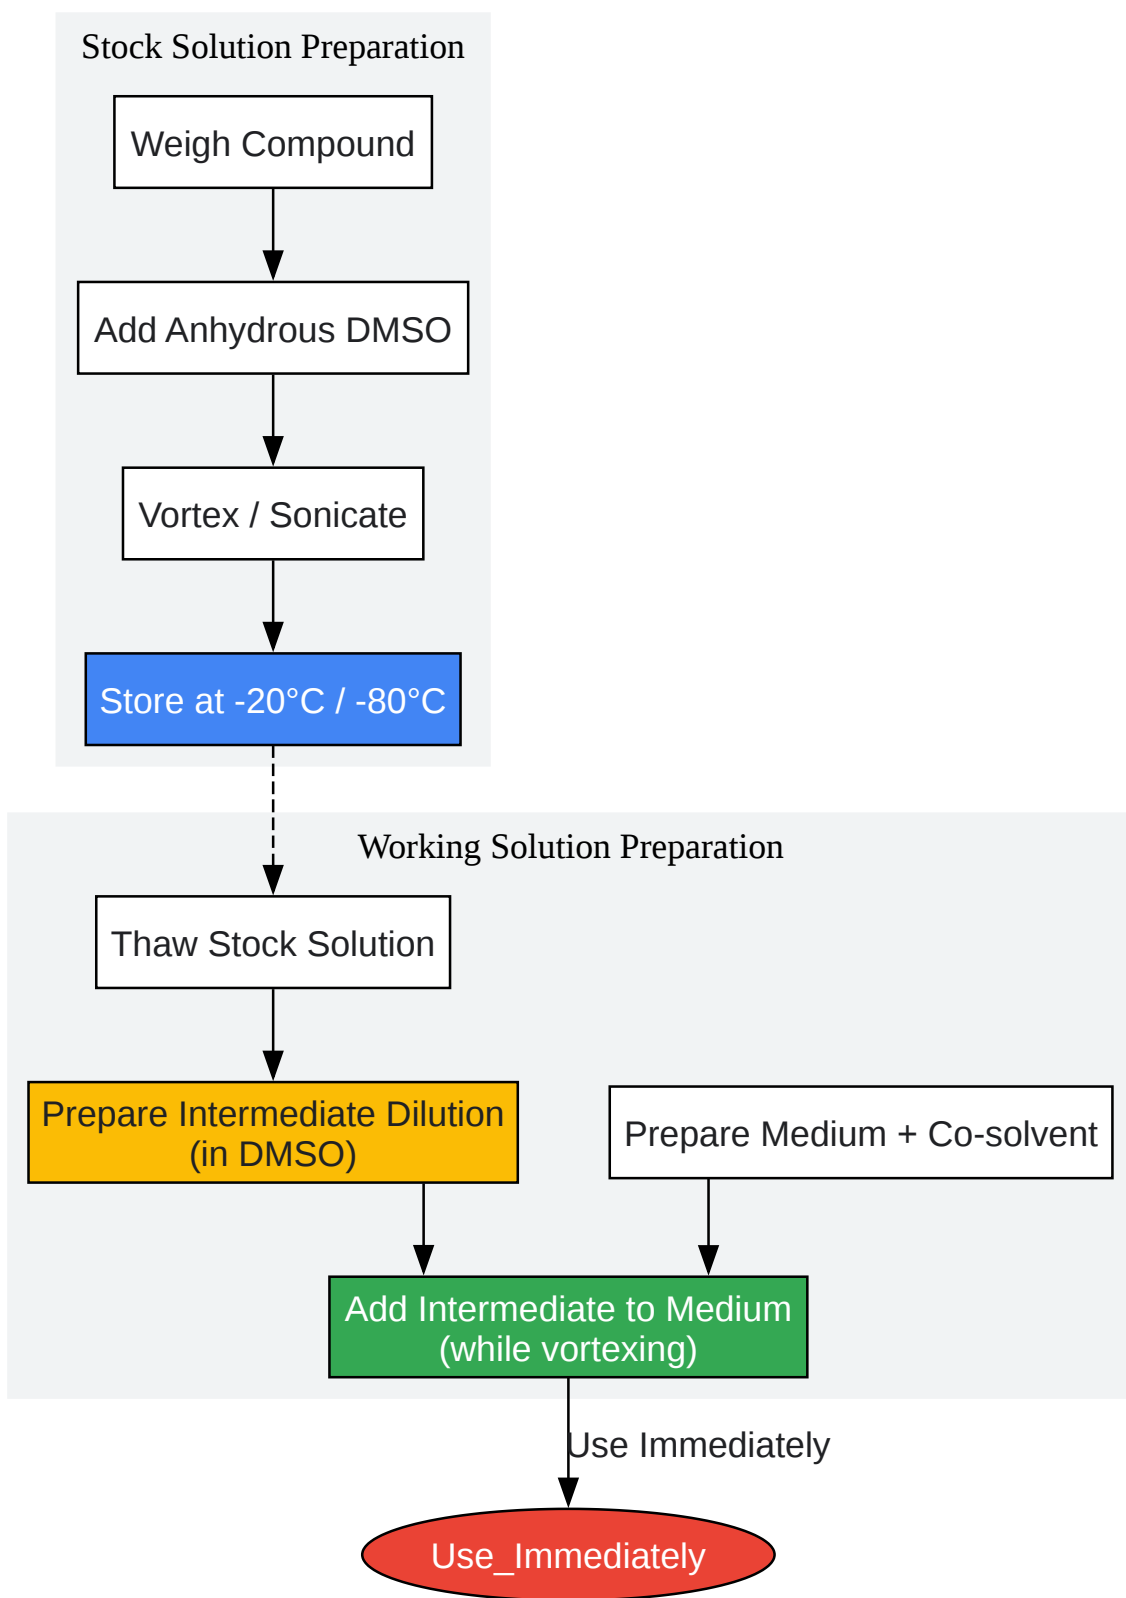 Stock Solution Preparation
Weigh Compound
Add Anhydrous DMSO
Vortex / Sonicate
Store at -20°C / -80°C
Working Solution Preparation
Thaw Stock Solution
Prepare Intermediate Dilution
(in DMSO)
Prepare Medium + Co-solvent
Add Intermediate to Medium
(while vortexing)
Use Immediately
Use_Immediately